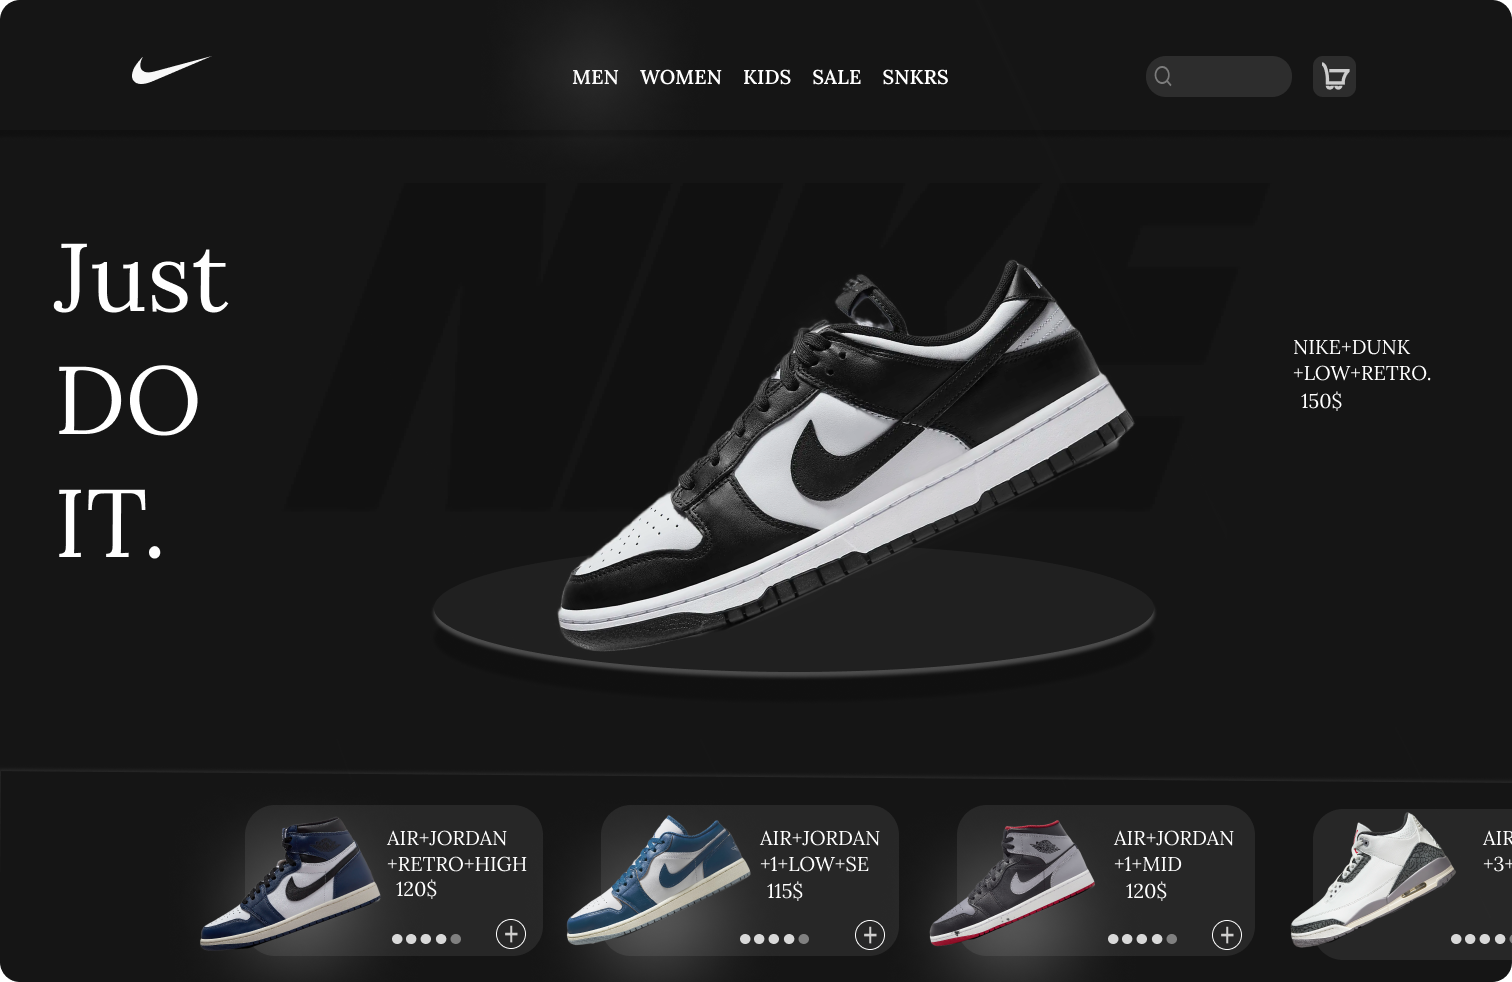 MEN WOMEN KIDS SALE SNKRS
NIKE
Just
DO
IT.
NIKE+DUNK
+LOW+RETRO.
150$
AIR+JORDAN
+RETRO+HIGH
120$
AIR+JORDAN
+1+LOW+SE
115$
AIR+JORDAN
+1+MID
120$
AIR
+3+